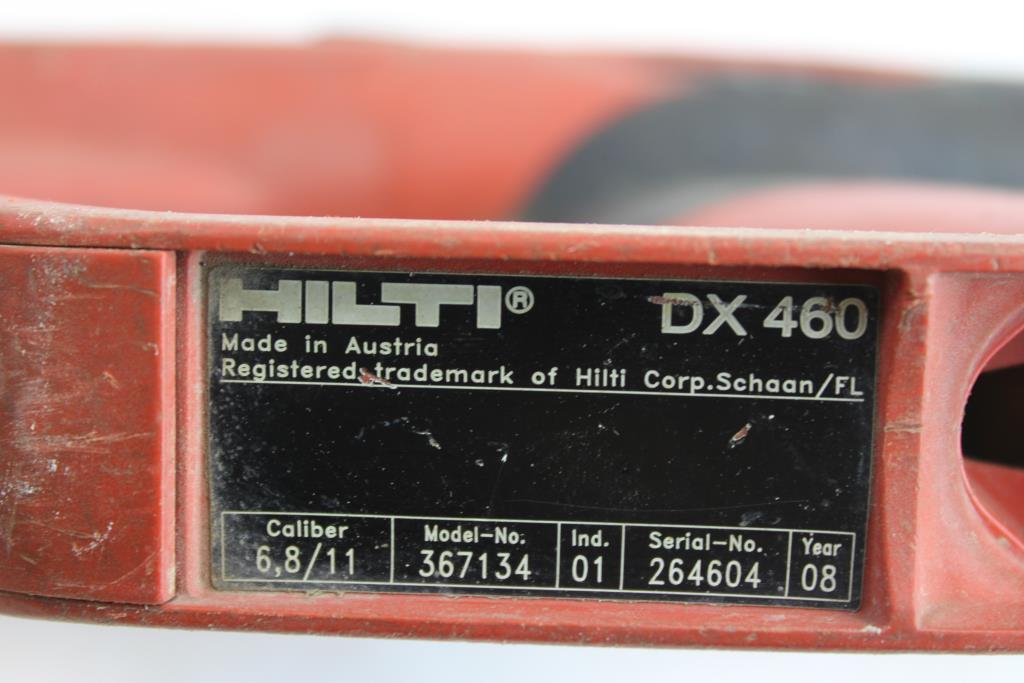 HILTI® DX 460
Made in Austria
Registered trademark of Hilti Corp.Schaan/FL
Caliber Model-No. Ind. Serial-No. Year
6,8/11 367134 01 264604 08